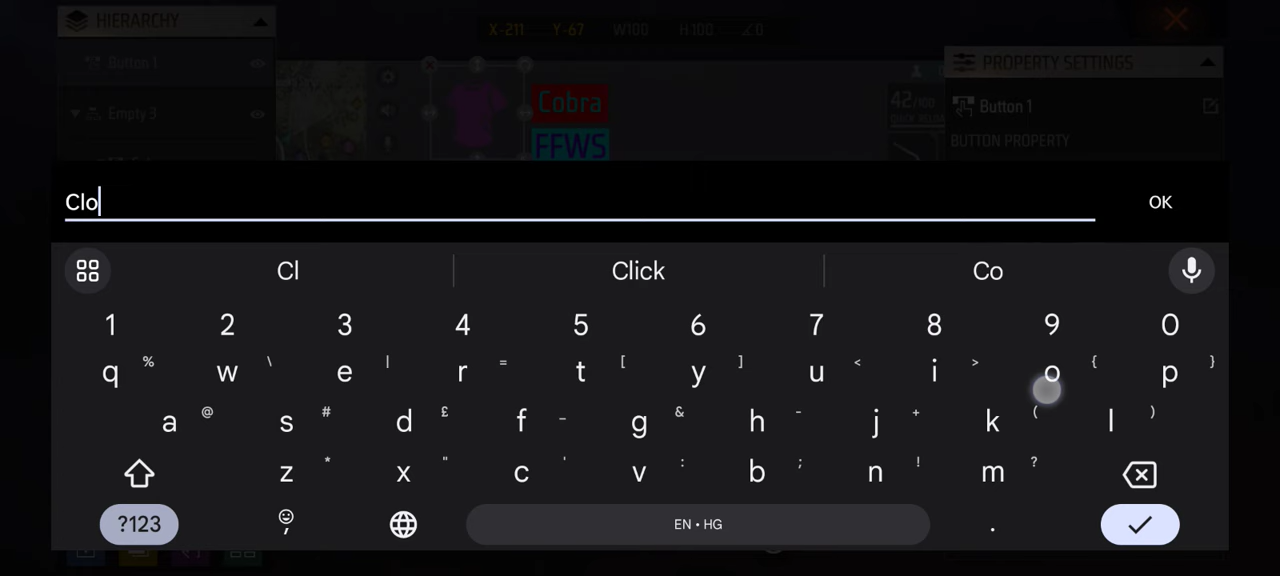 HIERARCHY
X-211 Y-67 W100 H100 ∠0
Button 1
Empty 3
Cobra
FFWS
42/100
PROPERTY SETTINGS
Button 1
BUTTON PROPERTY
Clo
OK
Cl
Click
Co
1 2 3 4 5 6 7 8 9 0
q % w \ e | r = t [ y ] u < i > o { p }
a @ s # d £ f _ g & h - j + k ( l )
z * x " c ' v : b ; n ! m ?
?123 , EN • HG .